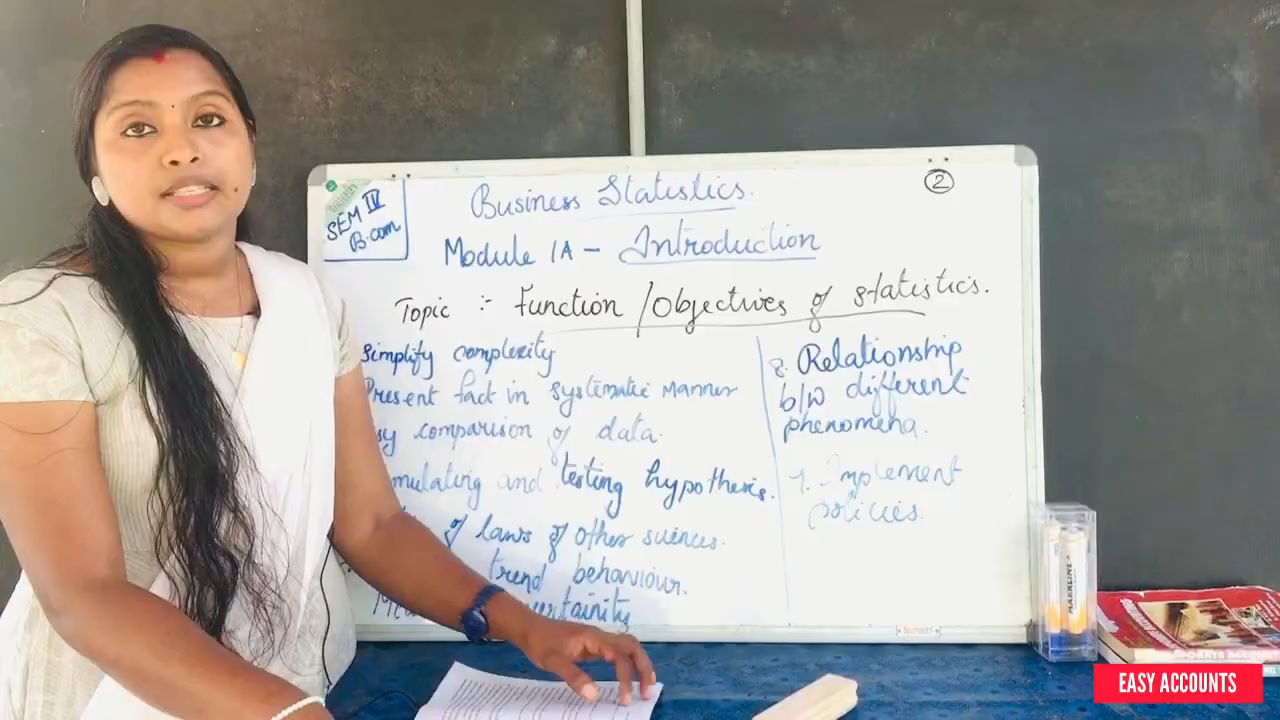 SEM IV
B.com
Business Statistics.
2
Module 1A - Introduction
Topic :- Function / Objectives of statistics.
Simplify complexity
Present fact in systematic manner
comparison of data.
and testing hypothesis.
of laws of other sciences.
trend behaviour.
8. Relationship
b/w different
phenomena.
Implement
policies.
EASY ACCOUNTS